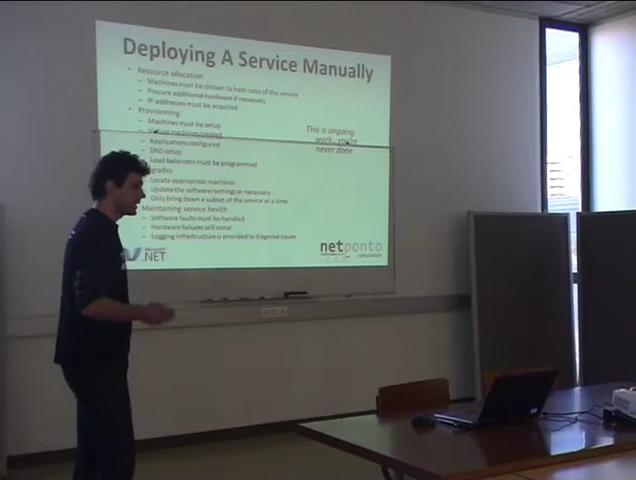 Deploying A Service Manually
• Resource allocation
– Machines must be chosen to host roles of the service
– Procure additional hardware if necessary
– IP addresses must be acquired
• Provisioning
– Machines must be setup
– Virtual machines created
– Applications configured
– DNS setup
Load balancers must be programmed
grades
Locate appropriate machines
Update the software/settings as necessary
Only bring down a subset of the service at a time
Maintaining service health
– Software faults must be handled
– Hardware failures will occur
– Logging infrastructure is provided to diagnose issues
This is ongoing
work... you're
never done
.NET
netponto